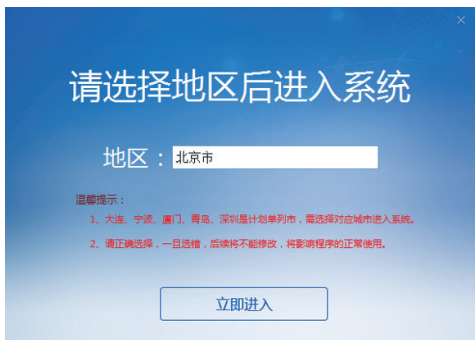 请选择地区后进入系统
地区：北京市
温馨提示：
1、大连、宁波、厦门、青岛、深圳是计划单列市，需选择对应城市进入系统。
2、请正确选择，一旦选错，后续将不能修改，将影响程序的正常使用。
立即进入